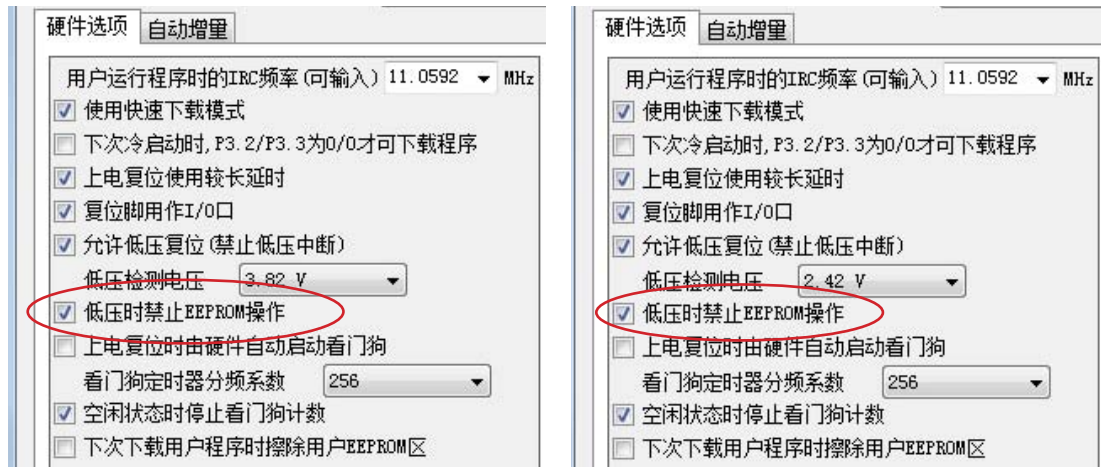 硬件选项 自动增量
用户运行程序时的IRC频率(可输入) 11.0592 MHz
使用快速下载模式
下次冷启动时,P3.2/P3.3为0/0才可下载程序
上电复位使用较长延时
复位脚用作I/O口
允许低压复位(禁止低压中断)
低压检测电压 3.82 V
低压时禁止EEPROM操作
上电复位时由硬件自动启动看门狗
看门狗定时器分频系数 256
空闲状态时停止看门狗计数
下次下载用户程序时擦除用户EEPROM区
硬件选项 自动增量
用户运行程序时的IRC频率(可输入) 11.0592 MHz
使用快速下载模式
下次冷启动时,P3.2/P3.3为0/0才可下载程序
上电复位使用较长延时
复位脚用作I/O口
允许低压复位(禁止低压中断)
低压检测电压 2.42 V
低压时禁止EEPROM操作
上电复位时由硬件自动启动看门狗
看门狗定时器分频系数 256
空闲状态时停止看门狗计数
下次下载用户程序时擦除用户EEPROM区